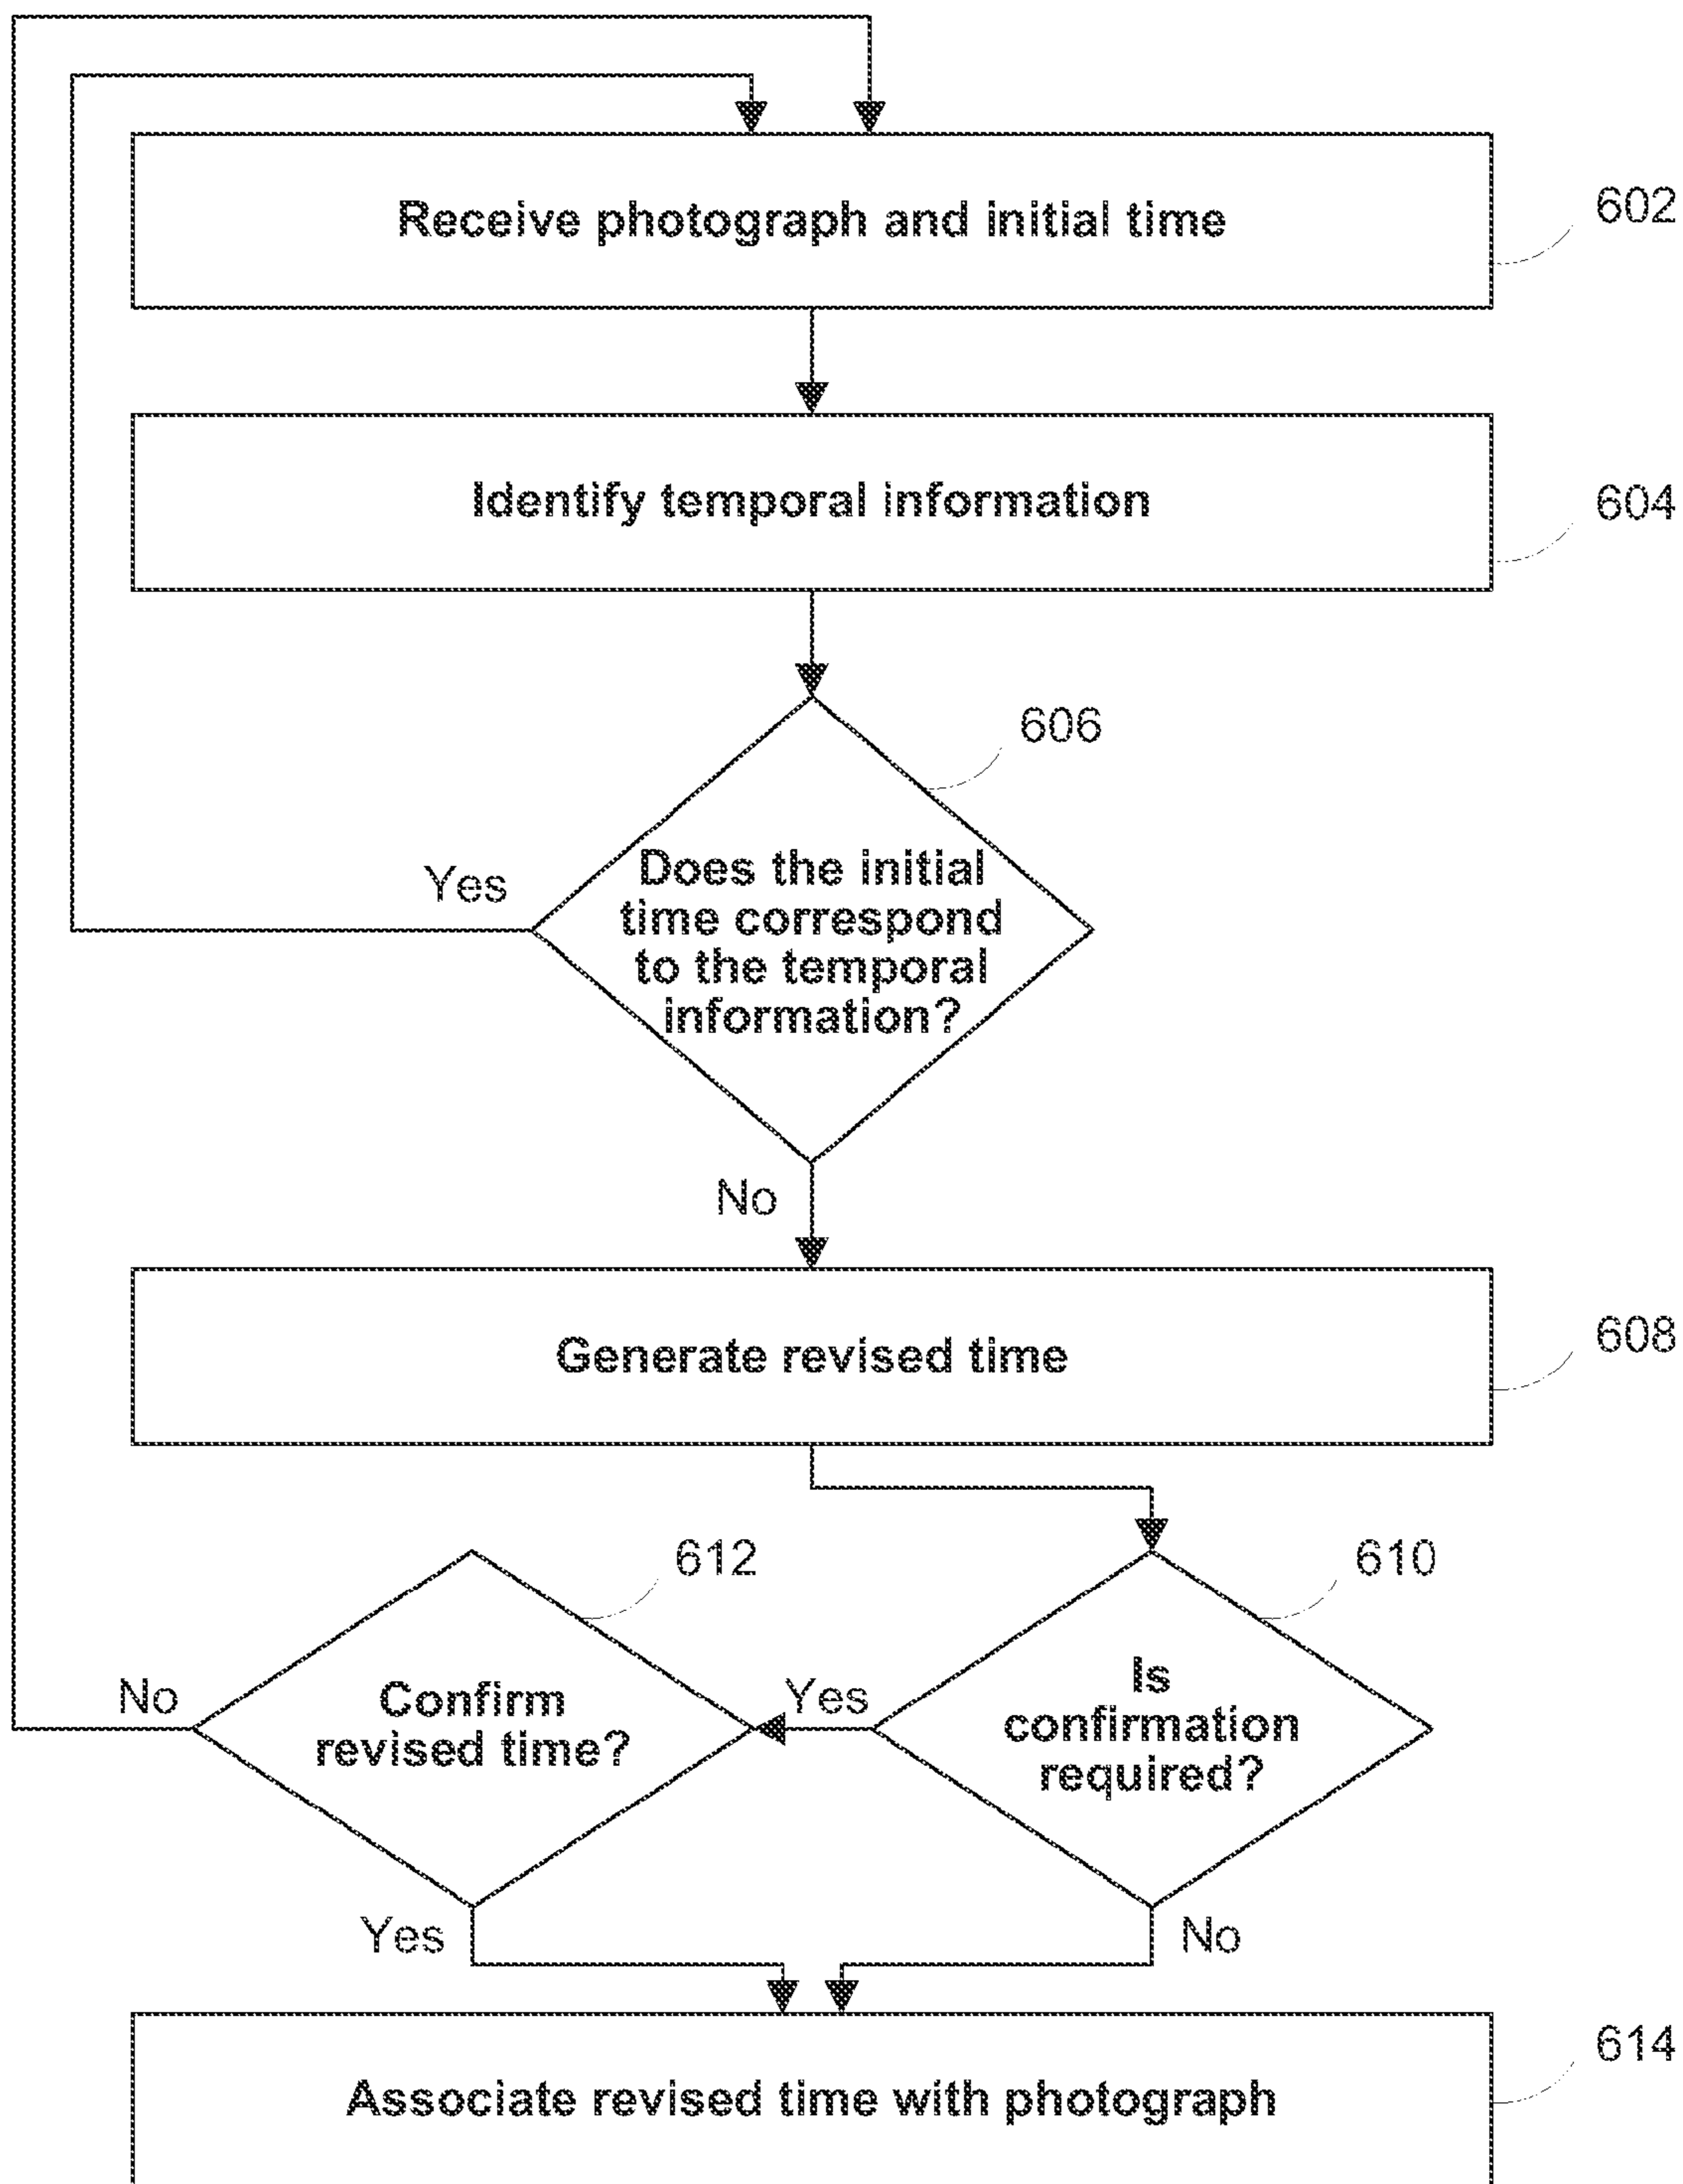 Receive photograph and initial time
602
Identify temporal information
604
606
Does the initial
time correspond
to the temporal
information?
Yes
No
Generate revised time
608
612
610
No
Confirm
revised time?
Yes
Is
confirmation
required?
Yes
No
Associate revised time with photograph
614